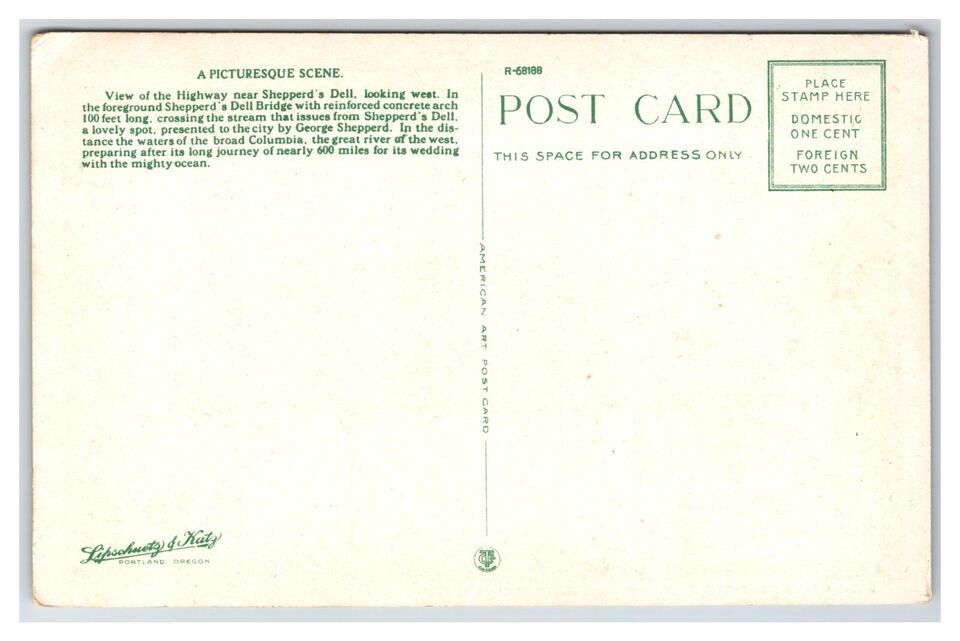 A PICTURESQUE SCENE.
View of the Highway near Shepperd's Dell, looking west. In
the foreground Shepperd's Dell Bridge with reinforced concrete arch
100 feet long, crossing the stream that issues from Shepperd's Dell,
a lovely spot, presented to the city by George Shepperd. In the dis-
tance the waters of the broad Columbia, the great river of the west,
preparing after its long journey of nearly 600 miles for its wedding
with the mighty ocean.
R-68188
POST CARD
THIS SPACE FOR ADDRESS ONLY
PLACE
STAMP HERE
DOMESTIC
ONE CENT
FOREIGN
TWO CENTS
AMERICAN ART POST CARD
Lipschuetz & Katz
PORTLAND, OREGON